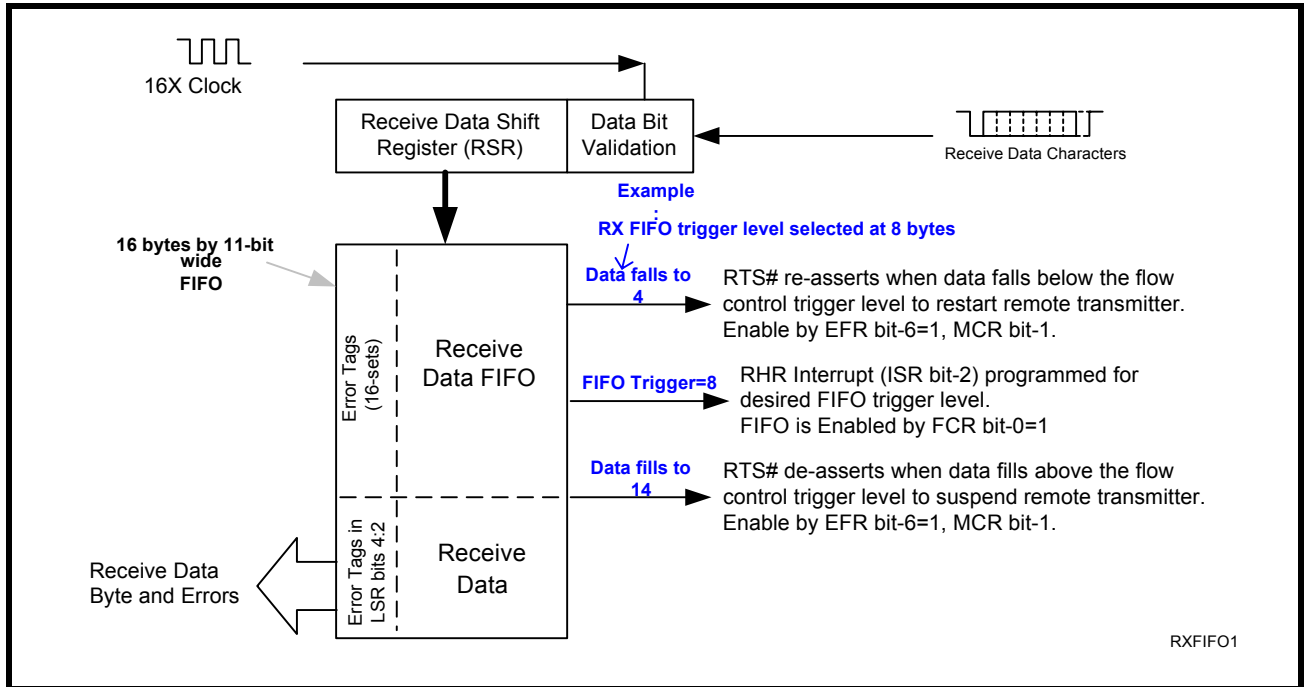 16X Clock
Receive Data Shift
Register (RSR)
Data Bit
Validation
Receive Data Characters
Example
:
RX FIFO trigger level selected at 8 bytes
16 bytes by 11-bit
wide
FIFO
Error Tags
(16-sets)
Receive
Data FIFO
Data falls to
4
RTS# re-asserts when data falls below the flow
control trigger level to restart remote transmitter.
Enable by EFR bit-6=1, MCR bit-1.
FIFO Trigger=8
RHR Interrupt (ISR bit-2) programmed for
desired FIFO trigger level.
FIFO is Enabled by FCR bit-0=1
Data fills to
14
RTS# de-asserts when data fills above the flow
control trigger level to suspend remote transmitter.
Enable by EFR bit-6=1, MCR bit-1.
Error Tags in
LSR bits 4:2
Receive
Data
Receive Data
Byte and Errors
RXFIFO1